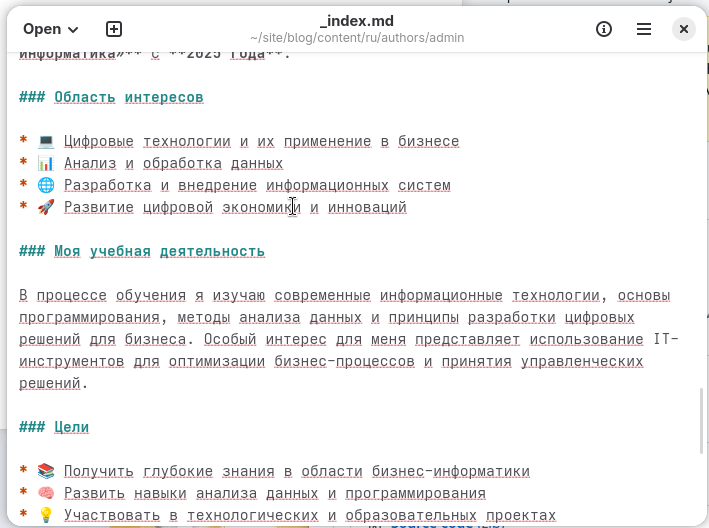 Open
_index.md
~/site/blog/content/ru/authors/admin
информатика»** с **2025 года**.
### Область интересов
* 💻 Цифровые технологии и их применение в бизнесе
* 📊 Анализ и обработка данных
* 🌐 Разработка и внедрение информационных систем
* 🚀 Развитие цифровой экономики и инноваций
### Моя учебная деятельность
В процессе обучения я изучаю современные информационные технологии, основы
программирования, методы анализа данных и принципы разработки цифровых
решений для бизнеса. Особый интерес для меня представляет использование IT-
инструментов для оптимизации бизнес-процессов и принятия управленческих
решений.
### Цели
* 📚 Получить глубокие знания в области бизнес-информатики
* 🧠 Развить навыки анализа данных и программирования
* 💡 Участвовать в технологических и образовательных проектах